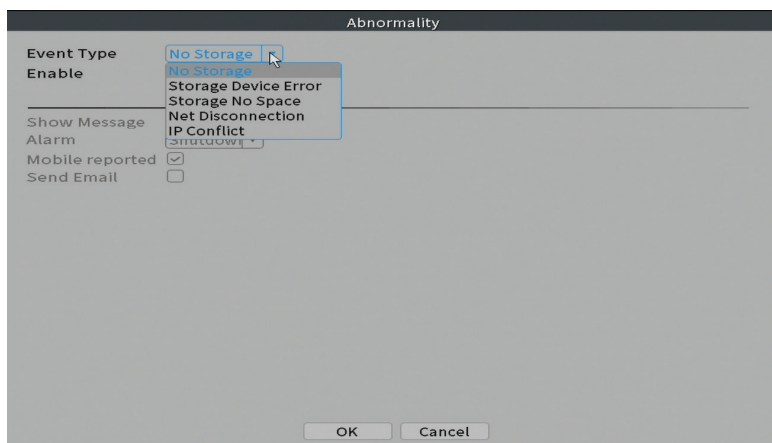 Abnormality
Event Type No Storage
Enable
No Storage
Storage Device Error
Storage No Space
Net Disconnection
IP Conflict
Show Message
Alarm
Mobile reported
Send Email
OK Cancel